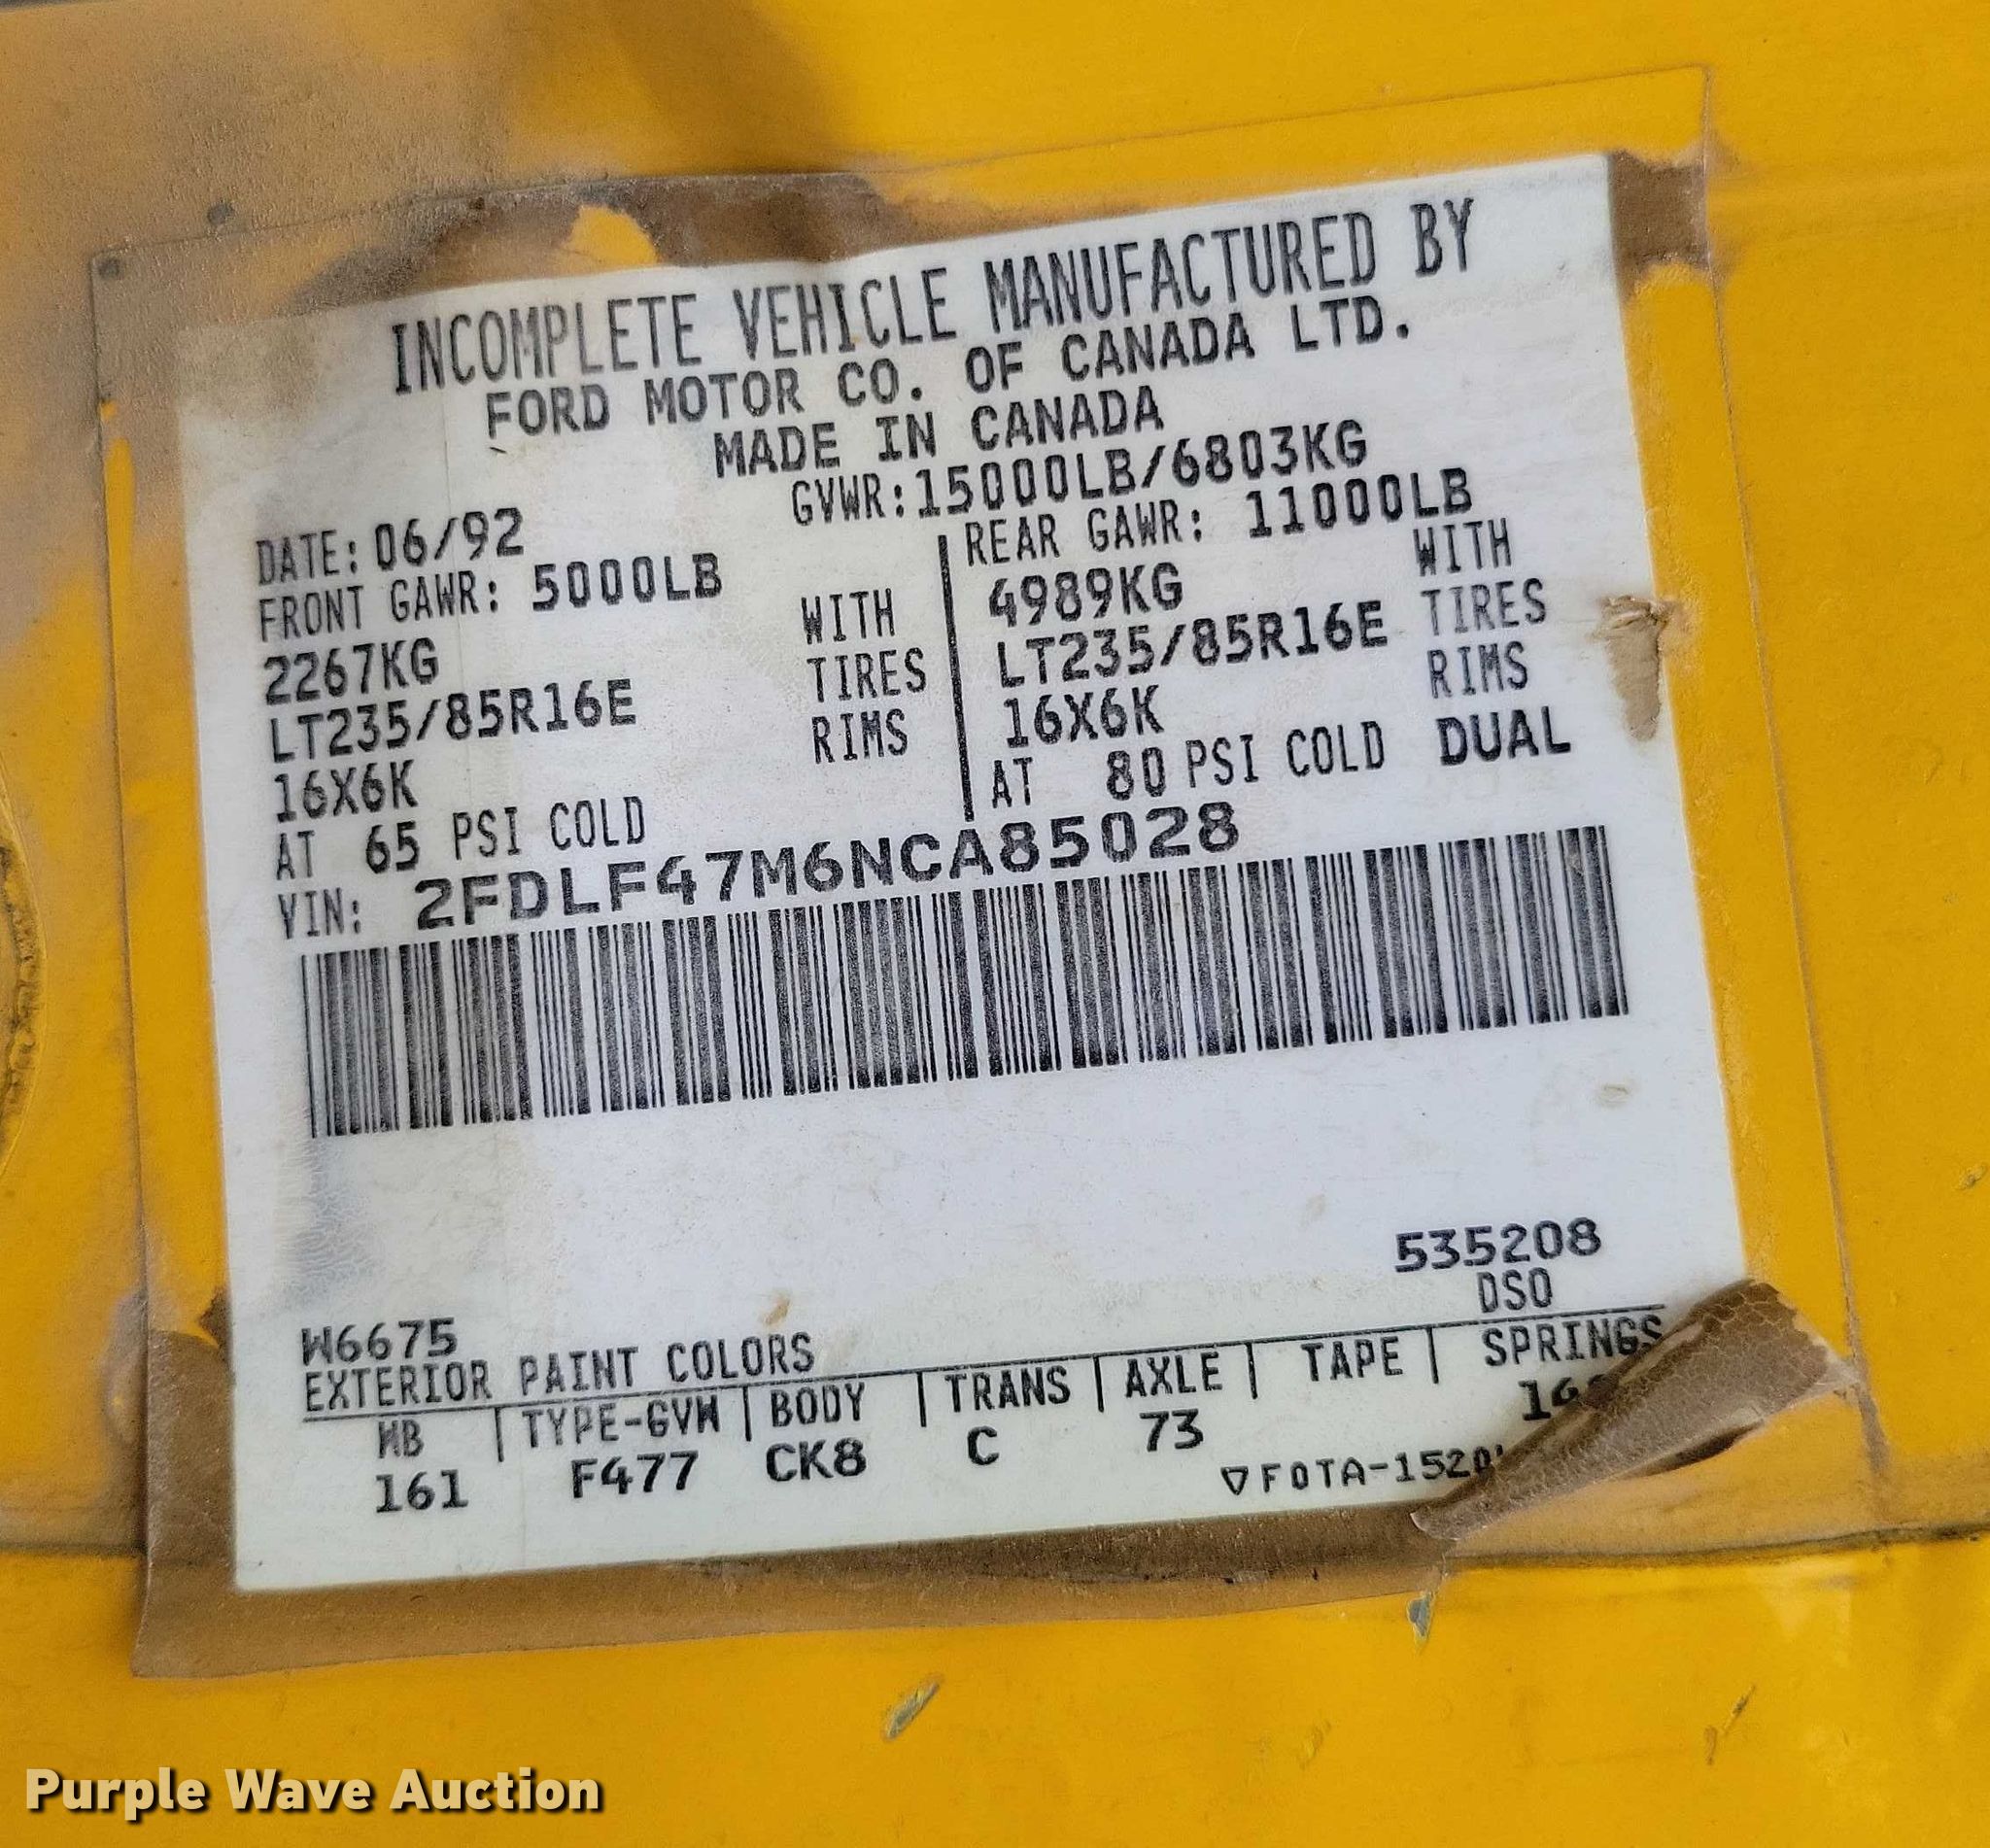 INCOMPLETE VEHICLE MANUFACTURED BY
FORD MOTOR CO. OF CANADA LTD.
MADE IN CANADA
DATE: 06/92 GVWR: 15000LB/6803KG
FRONT GAWR: 5000LB REAR GAWR: 11000LB
2267KG WITH 4989KG WITH
LT235/85R16E TIRES LT235/85R16E TIRES
16X6K RIMS 16X6K RIMS
AT 65 PSI COLD AT 80 PSI COLD DUAL
VIN: 2FDLF47M6NCA85028
535208
W6675 DSO
EXTERIOR PAINT COLORS
WB | TYPE-GVW | BODY | TRANS | AXLE | TAPE | SPRINGS
161 F477 CK8 C 73
Purple Wave Auction